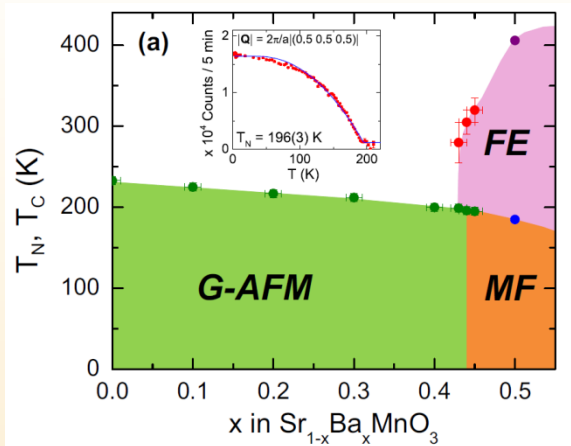 (a)
|Q| = 2π/a|(0.5 0.5 0.5)|
x 10⁴ Counts / 5 min
2
1
0
T_N = 196(3) K
0 100 200
T (K)
T_N, T_C (K)
400
300
200
100
0
FE
G-AFM
MF
0.0 0.1 0.2 0.3 0.4 0.5
x in Sr₁₋ₓBaₓMnO₃